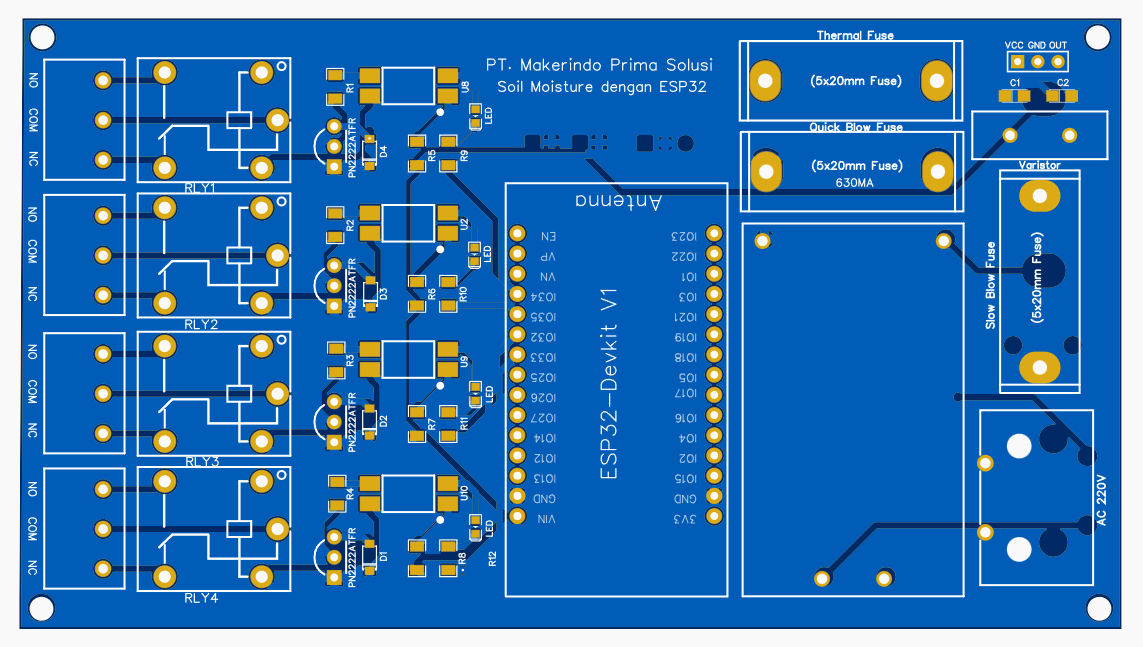 NO
COM
NC
RLY1
R1
U8
LED
PN2222ATFR
D4
R5
R9
NO
COM
NC
RLY2
R2
U2
LED
PN2222ATFR
D3
R6
R10
NO
COM
NC
RLY3
R3
U9
LED
PN2222ATFR
D2
R7
R11
NO
COM
NC
RLY4
R4
U10
LED
PN2222ATFR
D1
R8
R12
PT. Makerindo Prima Solusi
Soil Moisture dengan ESP32
Antenna
ESP32-Devkit V1
EN
VP
VN
IO34
IO35
IO32
IO33
IO25
IO26
IO27
IO14
IO12
IO13
GND
VIN
IO23
IO22
IO1
IO3
IO21
IO19
IO18
IO5
IO17
IO16
IO4
IO2
IO15
GND
3V3
Thermal Fuse
(5x20mm Fuse)
Quick Blow Fuse
(5x20mm Fuse)
630MA
VCC GND OUT
C1 C2
Varistor
Slow Blow Fuse
(5x20mm Fuse)
AC 220V